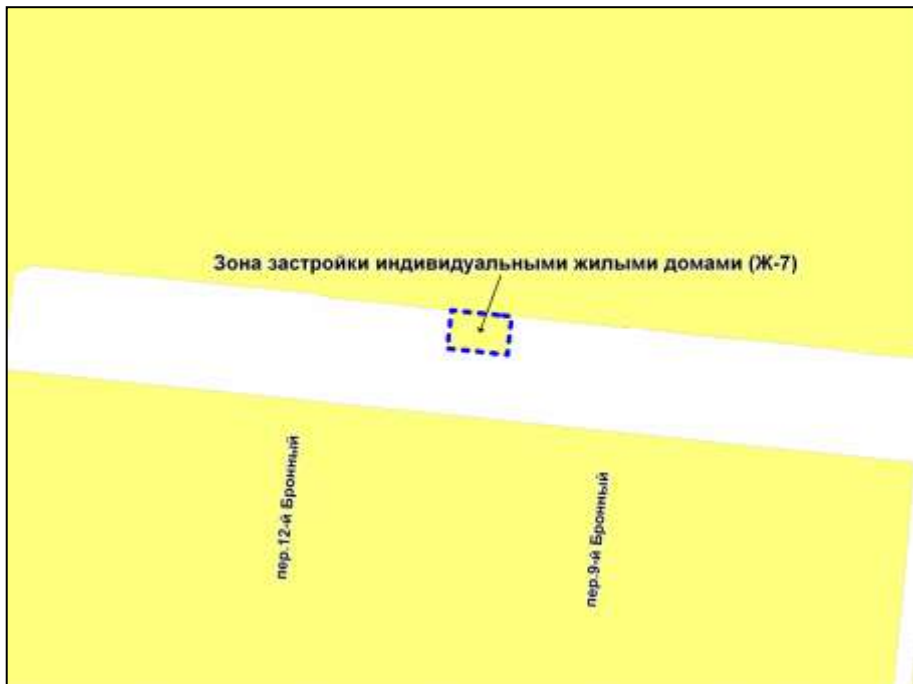 Зона застройки индивидуальными жилыми домами (Ж-7)
пер.12-й Бронный
пер.9-й Бронный